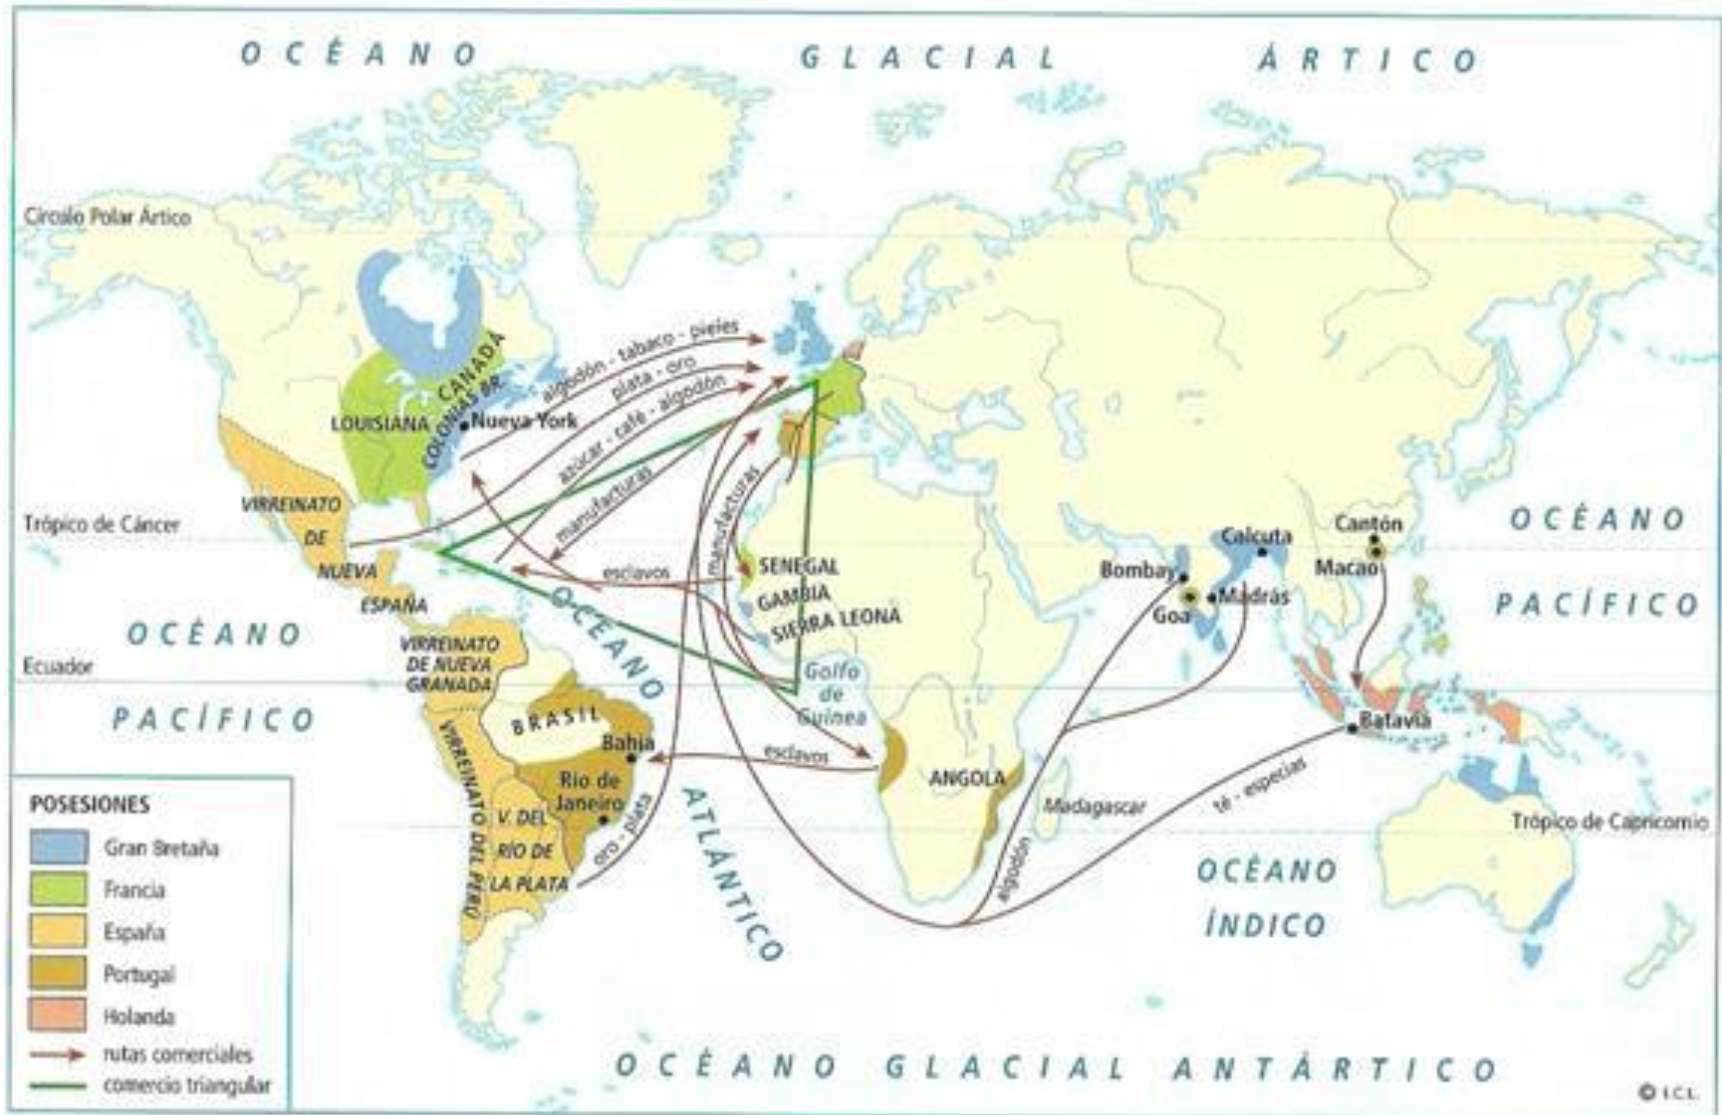 OCÉANO GLACIAL ÁRTICO
Círculo Polar Ártico
algodón - tabaco - pieles
plata - oro
azúcar - café - algodón
manufacturas
CANADÁ
COLONIAS BR.
LOUISIANA
Nueva York
VIRREINATO
DE
NUEVA
ESPAÑA
Trópico de Cáncer
manufacturas
esclavos
SENEGAL
GAMBIA
SIERRA LEONA
Calcuta
Cantón
Bombay
Macao
Goa
Madrás
OCÉANO
PACÍFICO
OCÉANO
PACÍFICO
Ecuador
VIRREINATO
DE NUEVA
GRANADA
OCÉANO
ATLÁNTICO
Golfo
de
Guinea
BRASIL
Bahía
esclavos
ANGOLA
Batavia
Río de
Janeiro
VIRREINATO DEL PERÚ
V. DEL
RÍO DE
LA PLATA
oro - plata
Madagascar
té - especias
algodón
Trópico de Capricornio
OCÉANO
ÍNDICO
POSESIONES
Gran Bretaña
Francia
España
Portugal
Holanda
rutas comerciales
comercio triangular
OCÉANO GLACIAL ANTÁRTICO
© I.C.L.